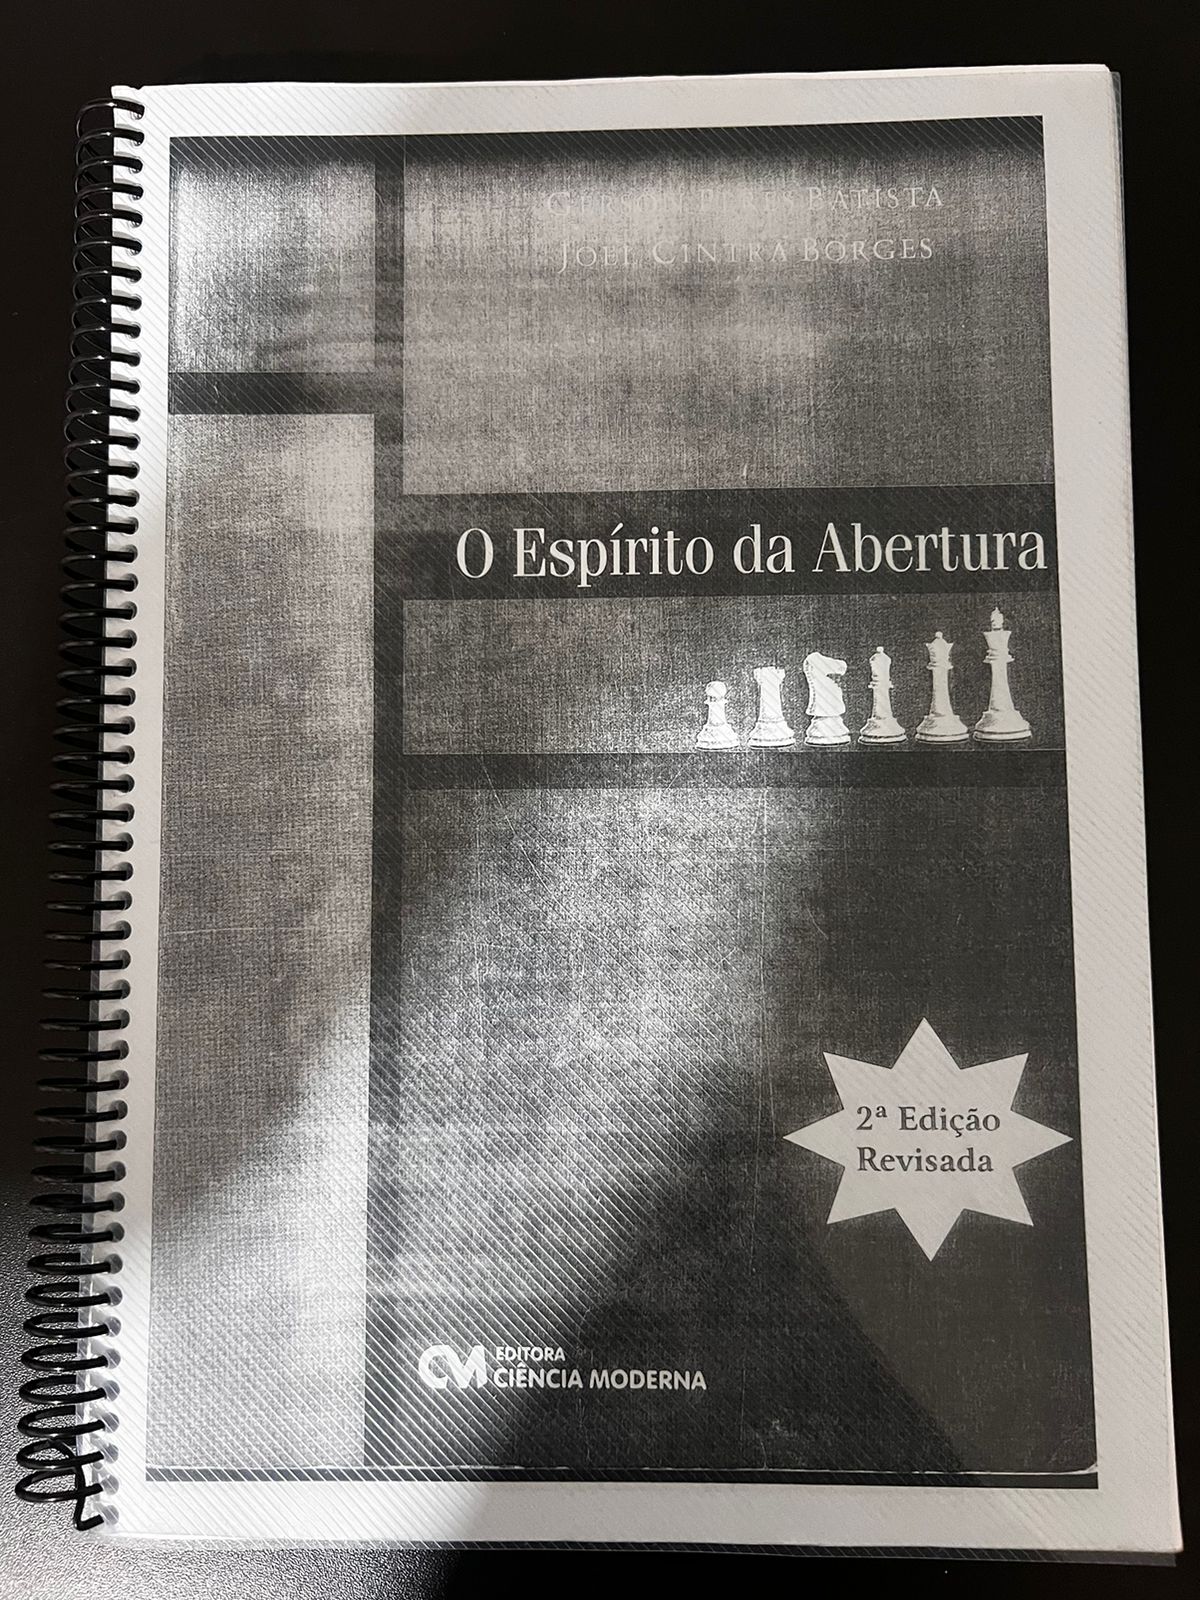 GERSON PERES BATISTA
JOEL CINTRA BORGES
O Espírito da Abertura
2ª Edição
Revisada
CM EDITORA
CIÊNCIA MODERNA